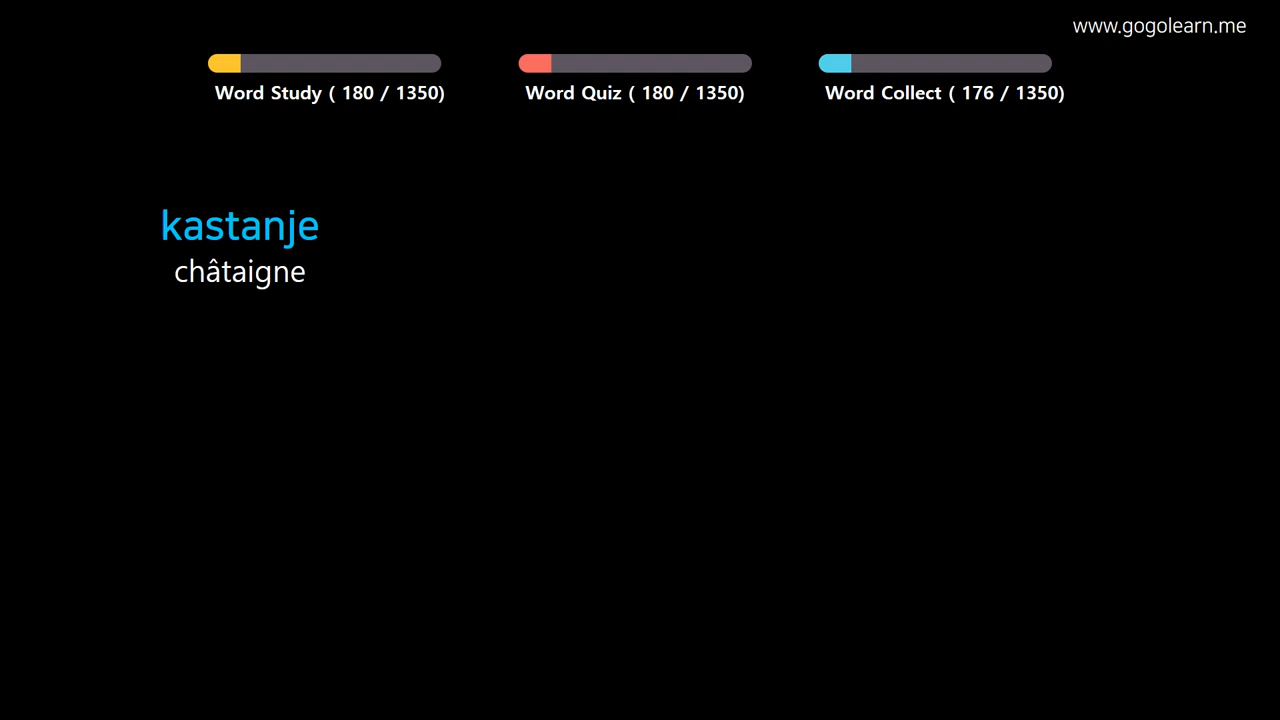 www.gogolearn.me
Word Study ( 180 / 1350)
Word Quiz ( 180 / 1350)
Word Collect ( 176 / 1350)
kastanje
châtaigne